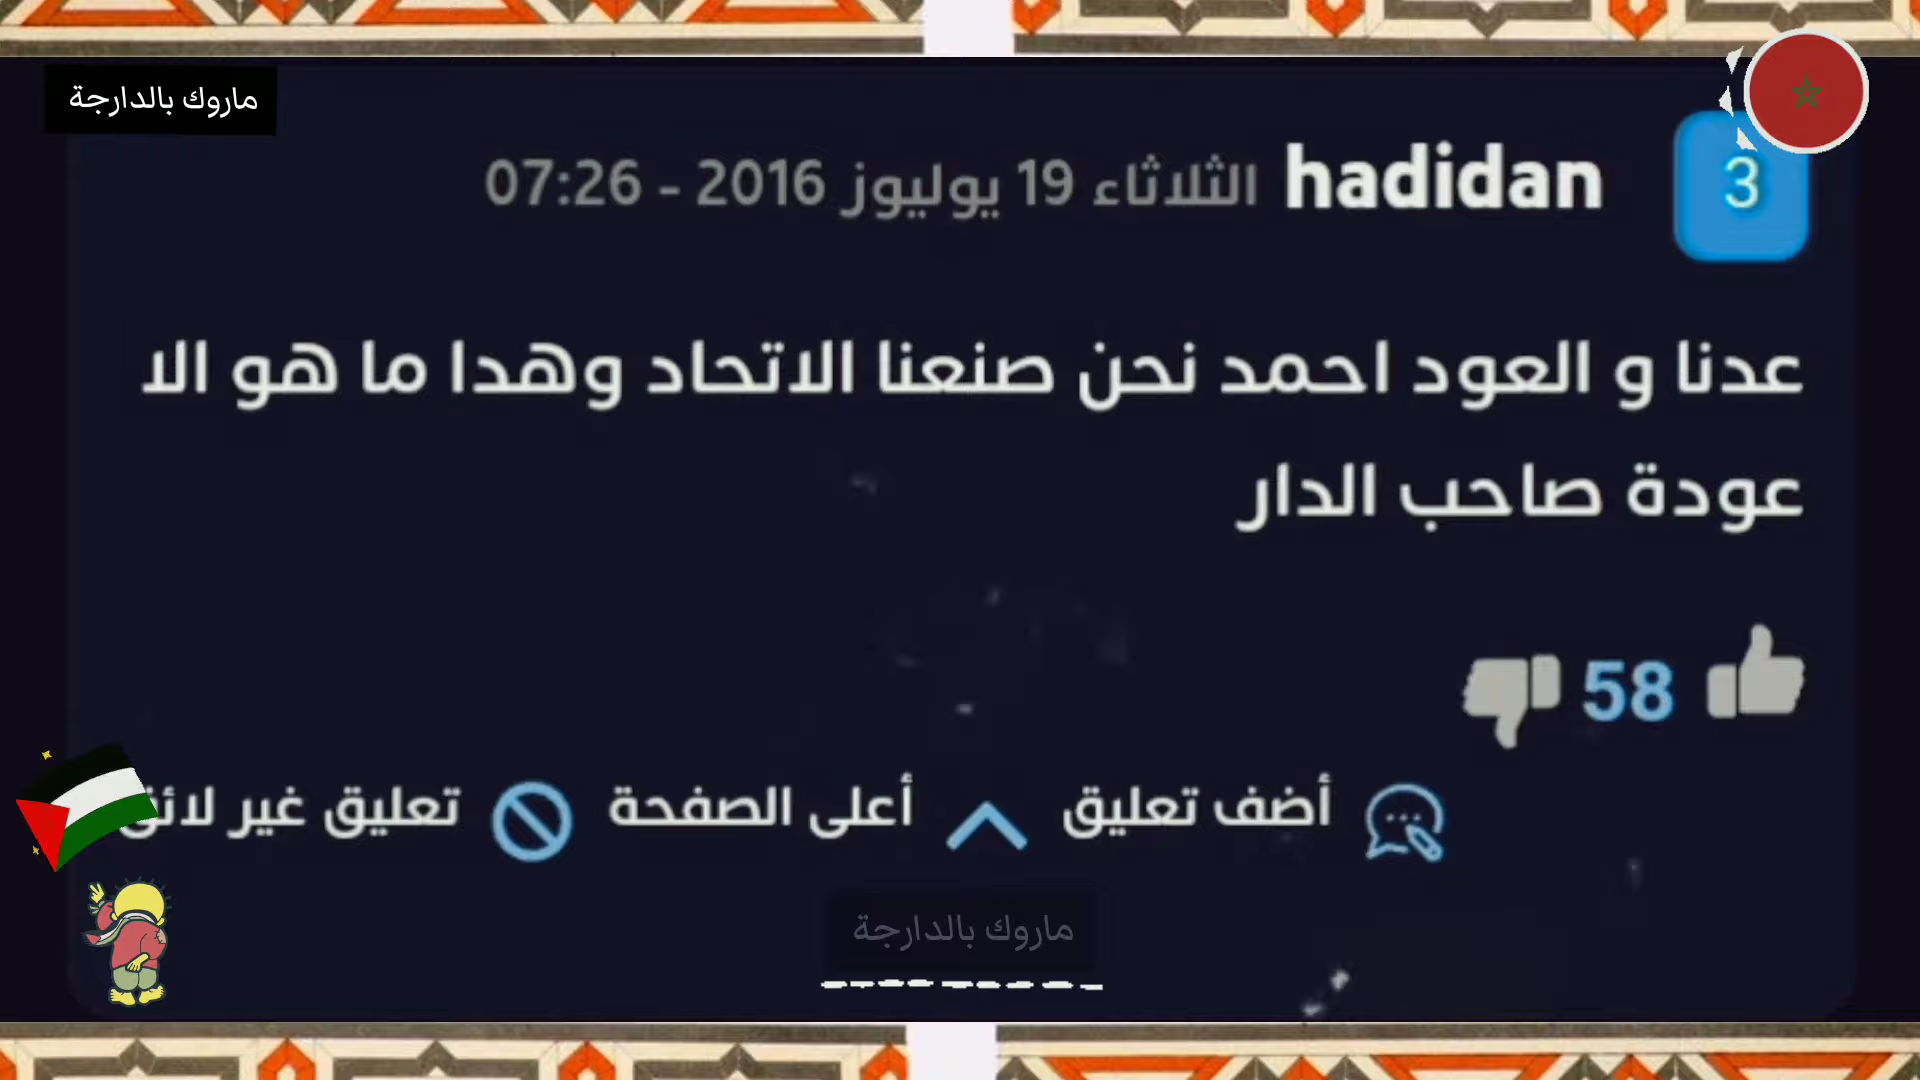 ماروك بالدارجة
3
hadidan الثلاثاء 19 يوليوز 2016 - 07:26
عدنا و العود احمد نحن صنعنا الاتحاد وهدا ما هو الا
عودة صاحب الدار
58
أضف تعليق أعلى الصفحة تعليق غير لائق
ماروك بالدارجة